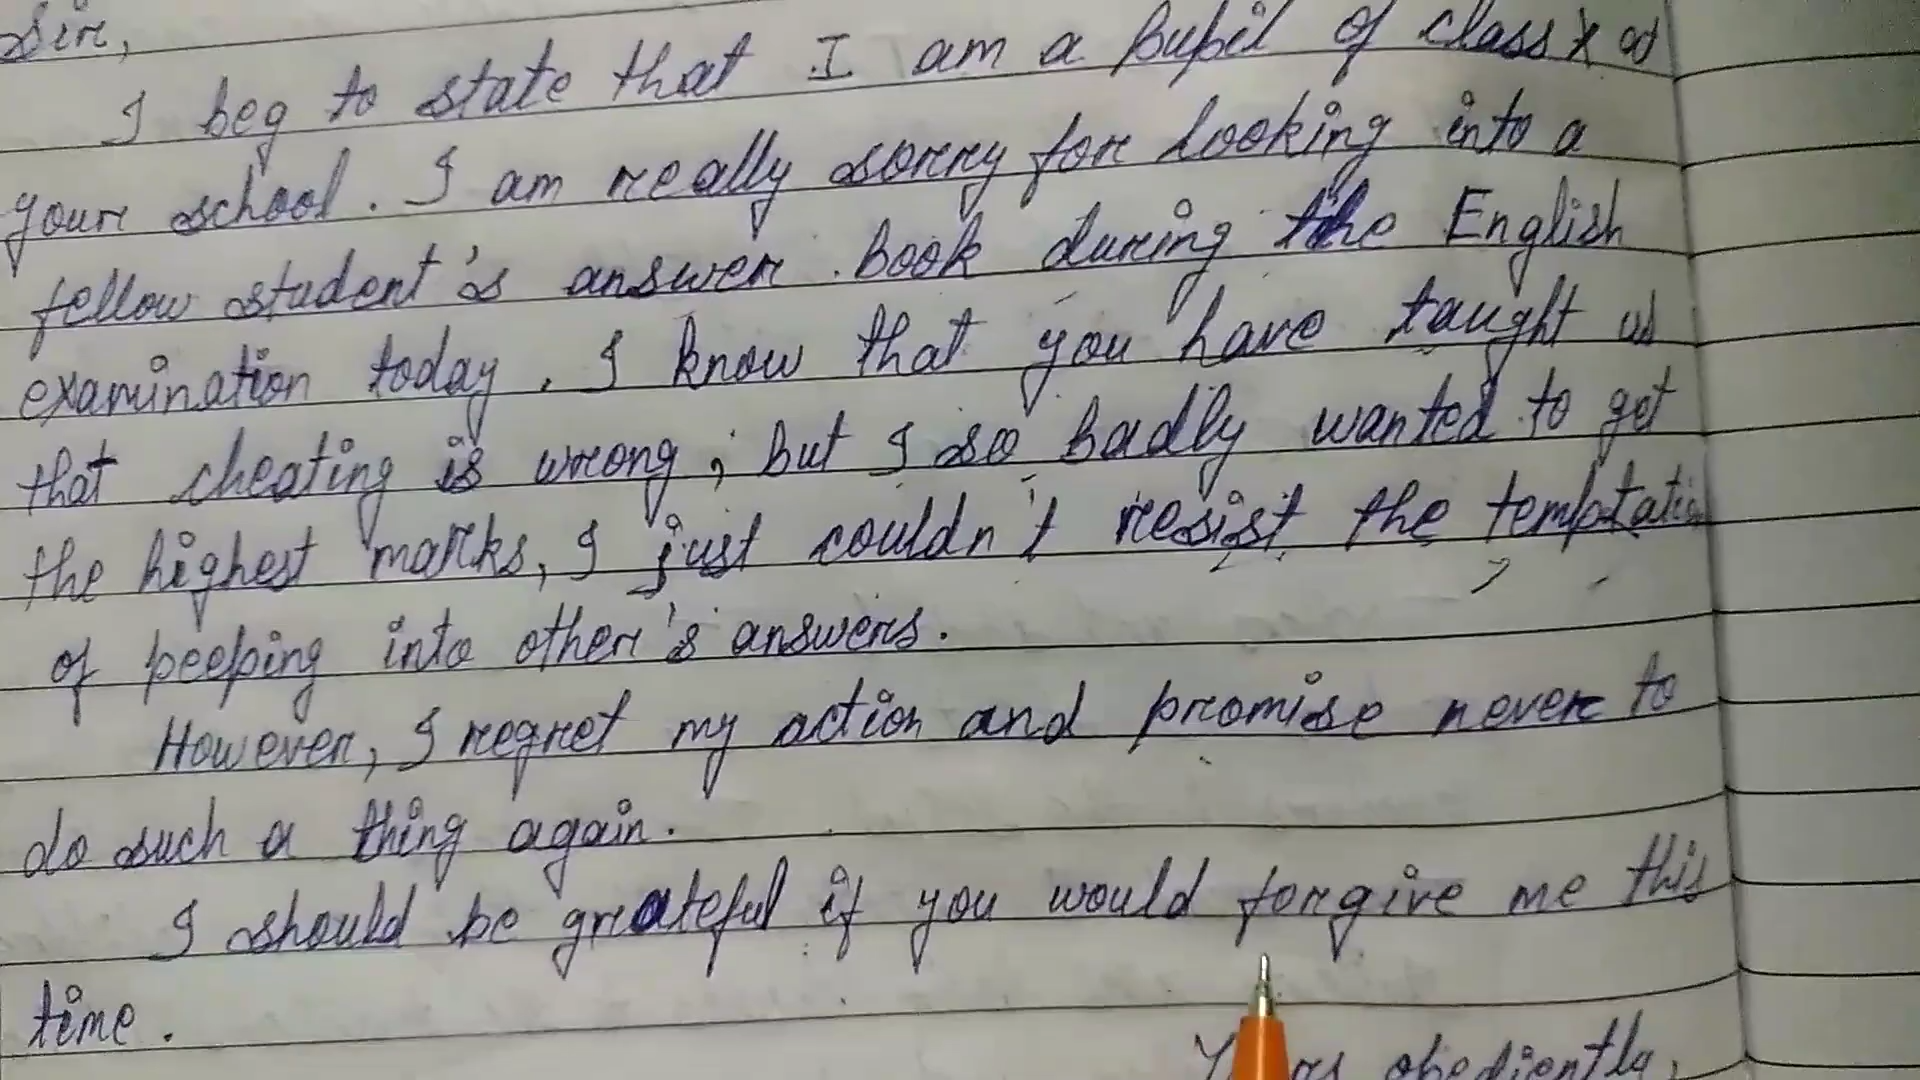 Sir,
I beg to state that I am a pupil of class X of
your school. I am really sorry for looking into a
fellow student's answer book during the English
examination today. I know that you have taught us
that cheating is wrong, but I so badly wanted to get
the highest marks, I just couldn't resist the temptatio
of peeping into other's answers.
However, I regret my action and promise never to
do such a thing again.
I should be grateful if you would forgive me this
time.
Yours obediently,